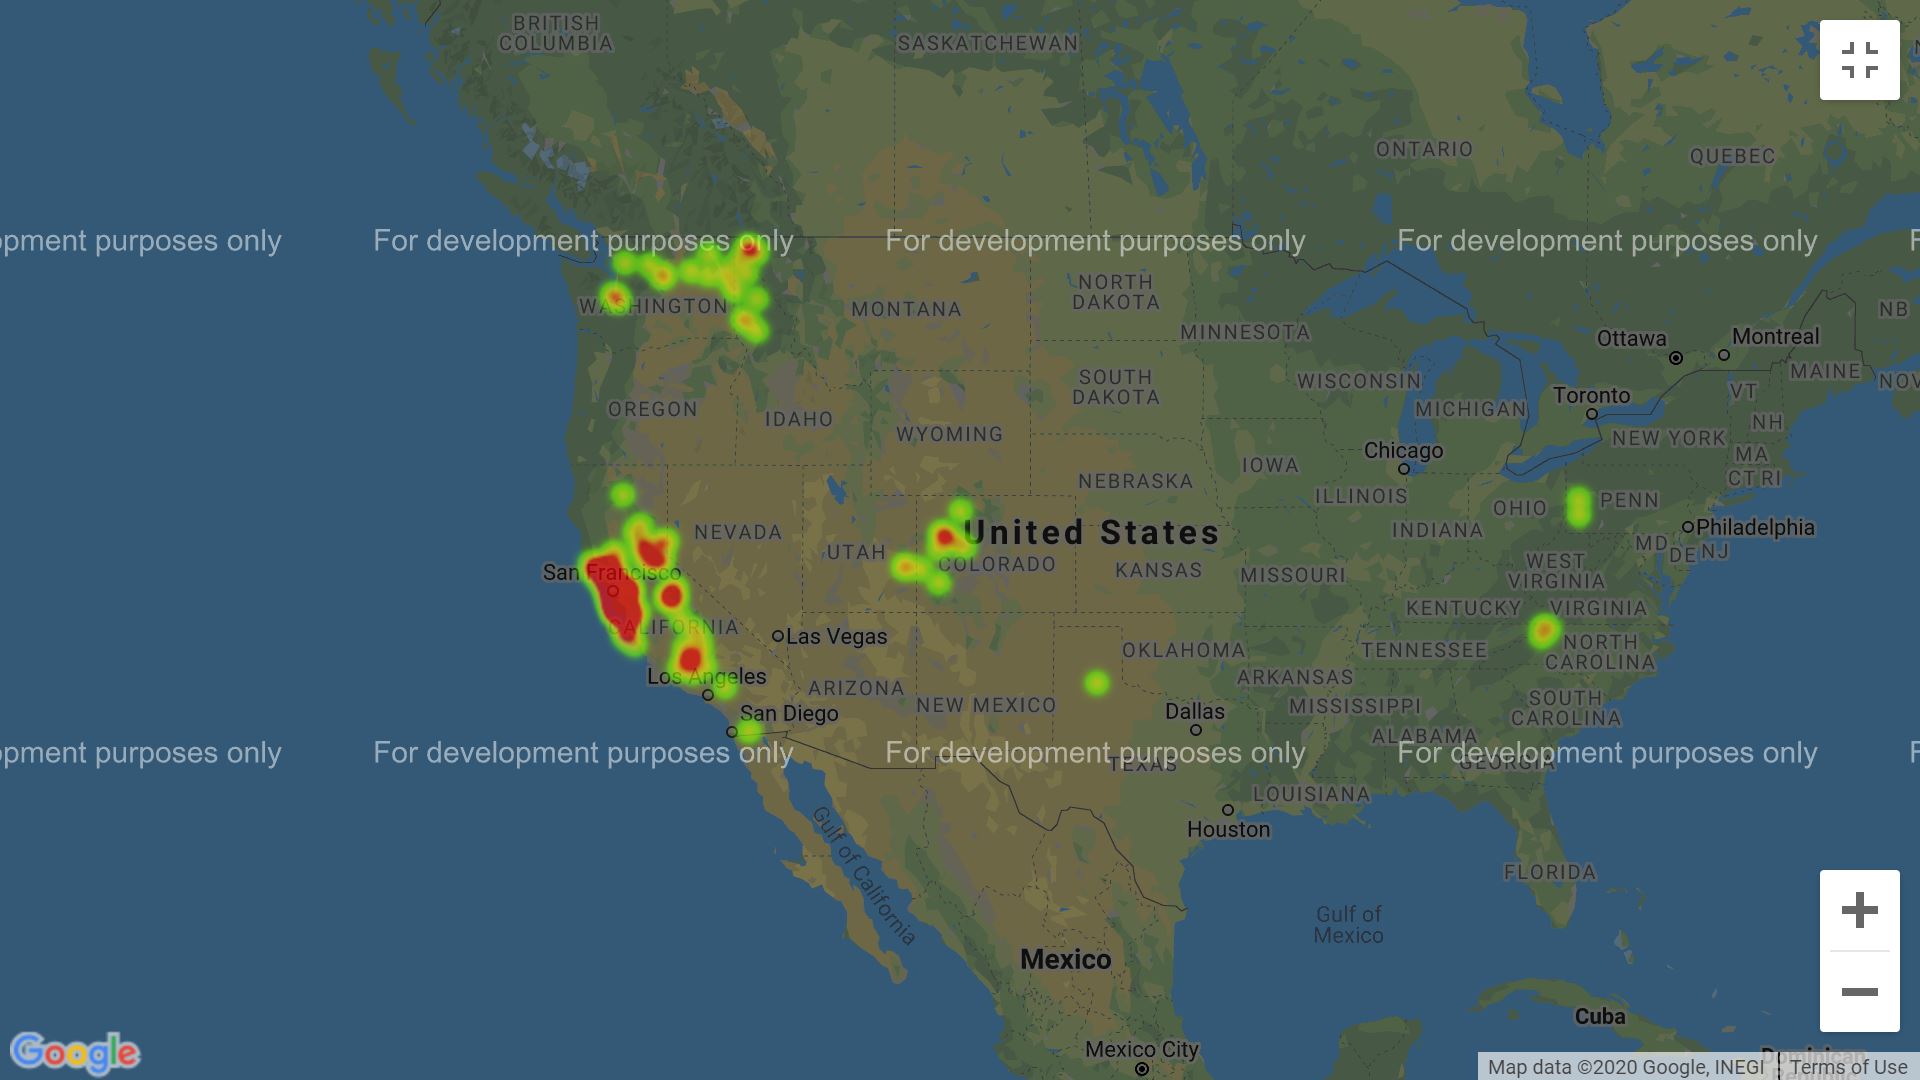 BRITISH
COLUMBIA
SASKATCHEWAN
ONTARIO
QUEBEC
opment purposes only
For development purposes only
For development purposes only
For development purposes only
F
WASHINGTON
MONTANA
NORTH
DAKOTA
MINNESOTA
NB
Ottawa
Montreal
OREGON
IDAHO
SOUTH
DAKOTA
WISCONSIN
MICHIGAN
Toronto
VT
MAINE
NOV
WYOMING
NH
NEW YORK
Chicago
MA
CT RI
IOWA
NEBRASKA
ILLINOIS
OHIO
PENN
NEVADA
United States
INDIANA
Philadelphia
UTAH
COLORADO
MD
DE
NJ
San Francisco
KANSAS
MISSOURI
WEST
VIRGINIA
KENTUCKY
VIRGINIA
CALIFORNIA
Las Vegas
OKLAHOMA
TENNESSEE
NORTH
CAROLINA
Los Angeles
ARIZONA
NEW MEXICO
ARKANSAS
MISSISSIPPI
SOUTH
CAROLINA
San Diego
Dallas
ALABAMA
opment purposes only
For development purposes only
For development purposes only
For development purposes only
F
TEXAS
GEORGIA
LOUISIANA
Houston
Gulf of California
FLORIDA
Gulf of
Mexico
Mexico
Cuba
Mexico City
Google
Dominican
Map data ©2020 Google, INEGI
Terms of Use